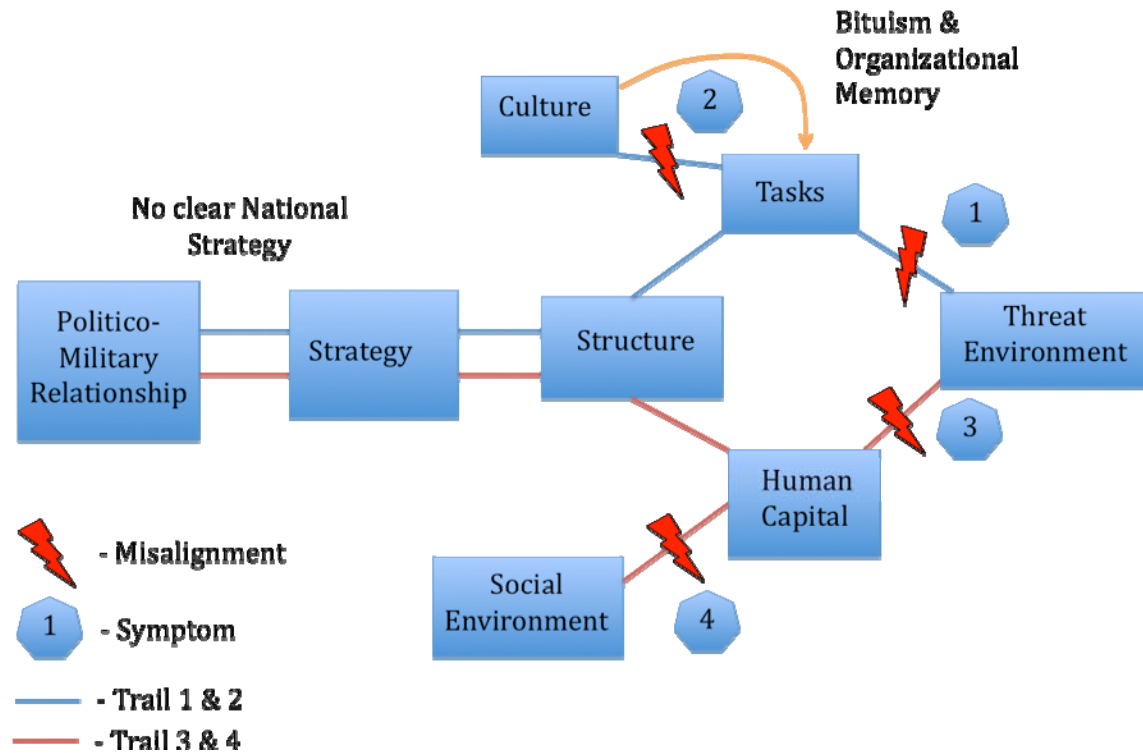 Bituism &
Organizational
Memory
Culture
2
Tasks
1
No clear National
Strategy
Politico-
Military
Relationship
Strategy
Structure
Threat
Environment
3
Human
Capital
Social
Environment
4
- Misalignment
1
- Symptom
- Trail 1 & 2
- Trail 3 & 4